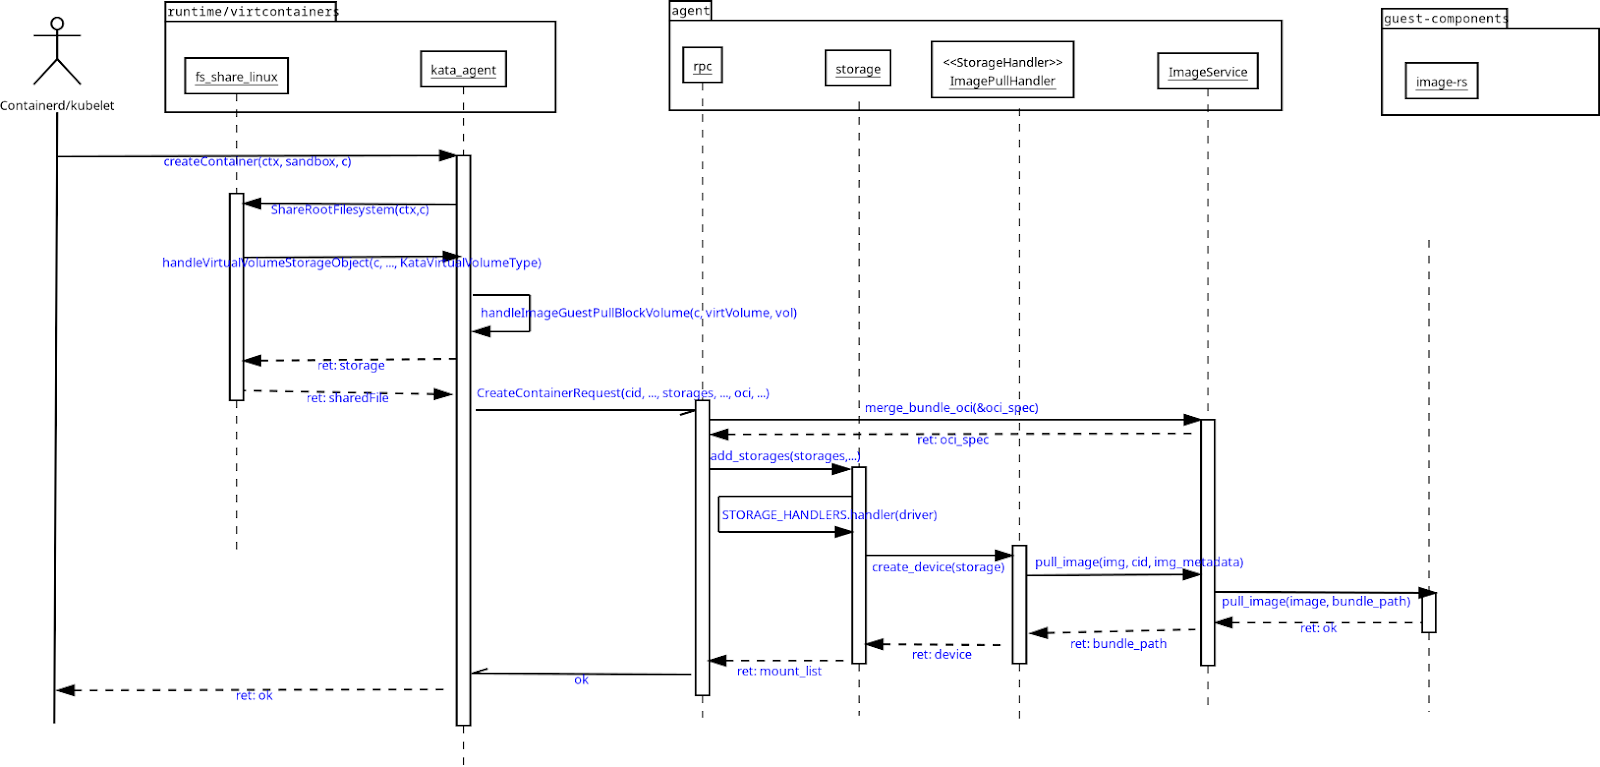 runtime/virtcontainers
agent
guest-components
fs_share_linux
kata_agent
rpc
storage
<<StorageHandler>>
ImagePullHandler
ImageService
image-rs
Containerd/kubelet
createContainer(ctx, sandbox, c)
ShareRootFilesystem(ctx,c)
handleVirtualVolumeStorageObject(c, ..., KataVirtualVolumeType)
handleImageGuestPullBlockVolume(c, virtVolume, vol)
ret: storage
ret: sharedFile
CreateContainerRequest(cid, ..., storages, ..., oci, ...)
merge_bundle_oci(&oci_spec)
ret: oci_spec
add_storages(storages,...)
STORAGE_HANDLERS.handler(driver)
create_device(storage)
pull_image(img, cid, img_metadata)
pull_image(image, bundle_path)
ret: ok
ret: bundle_path
ret: device
ret: mount_list
ok
ret: ok